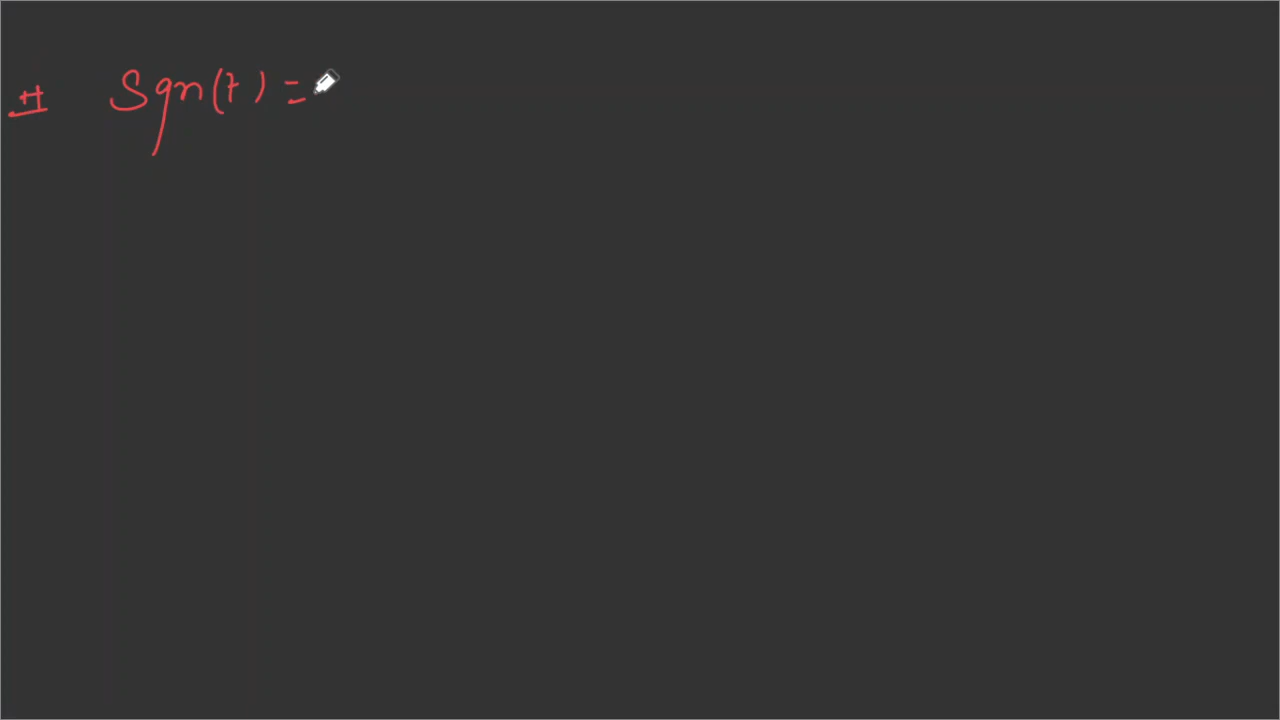 # Sgn(t) =